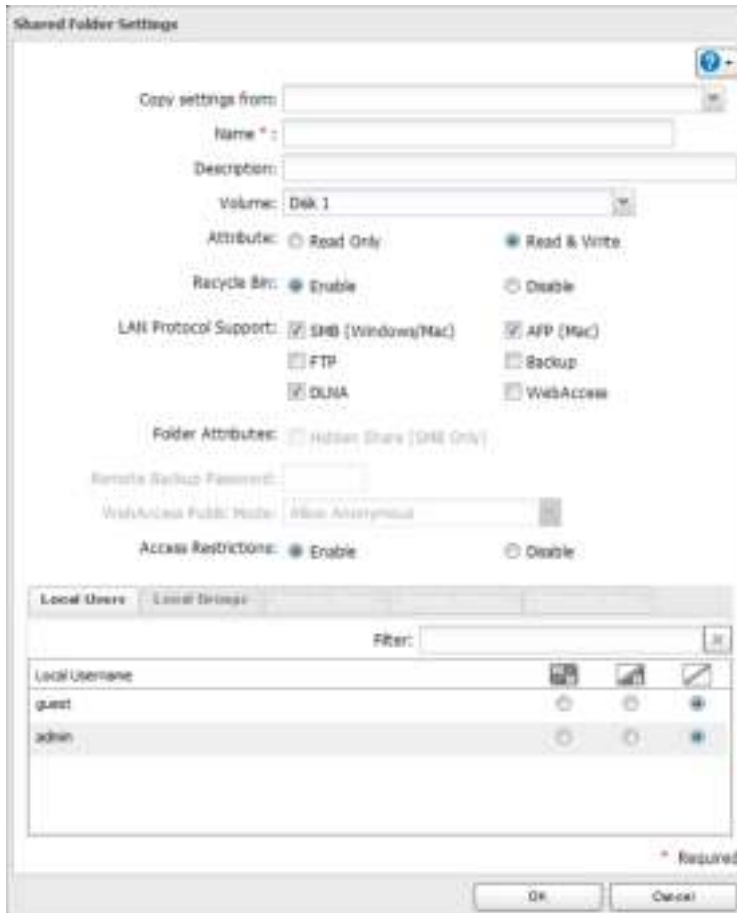 Shared Folder Settings
Copy settings from:
Name * :
Description:
Volume: Disk 1
Attribute: Read Only Read & Write
Recycle Bin: Enable Disable
LAN Protocol Support: SMB (Windows/Mac) AFP (Mac)
FTP Backup
DLNA WebAccess
Folder Attributes: Hidden Share (SMB Only)
Remote Backup Password:
WebAccess Public Mode: Allow Anonymous
Access Restrictions: Enable Disable
Local Users Local Groups
Filter:
Local Username
guest
admin
* Required
OK Cancel